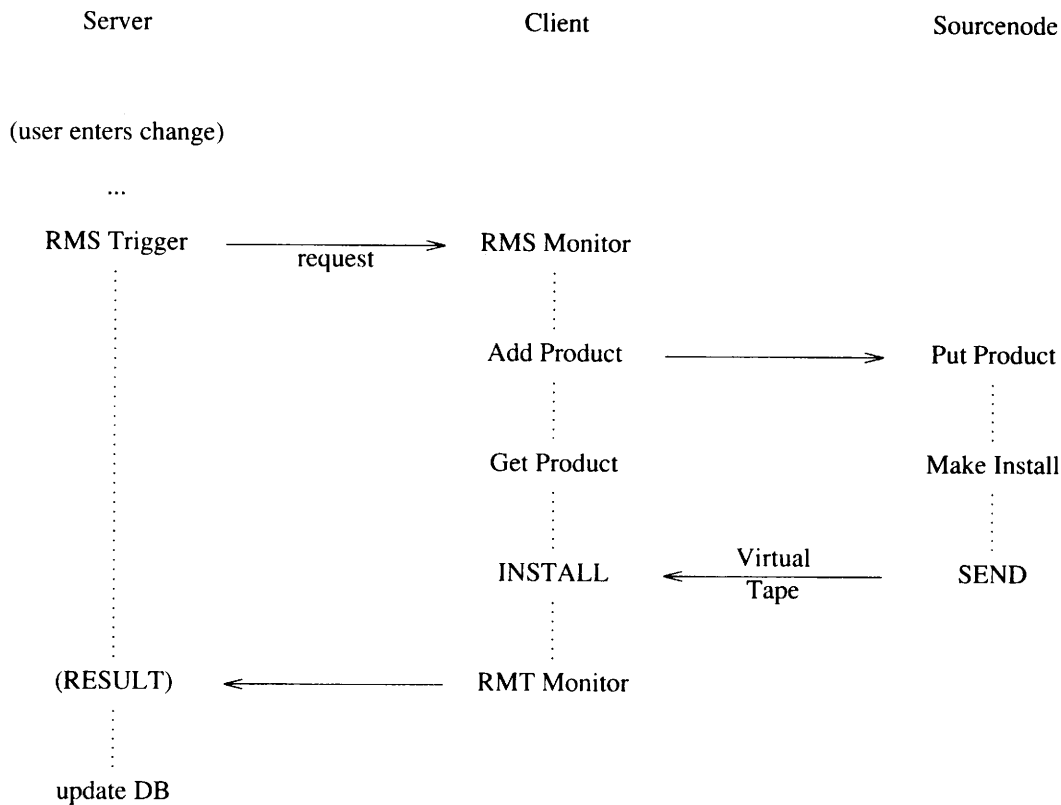 Server Client Sourcenode
(user enters change)
...
RMS Trigger request RMS Monitor
Add Product Put Product
Get Product Make Install
INSTALL Virtual Tape SEND
(RESULT) RMT Monitor
update DB